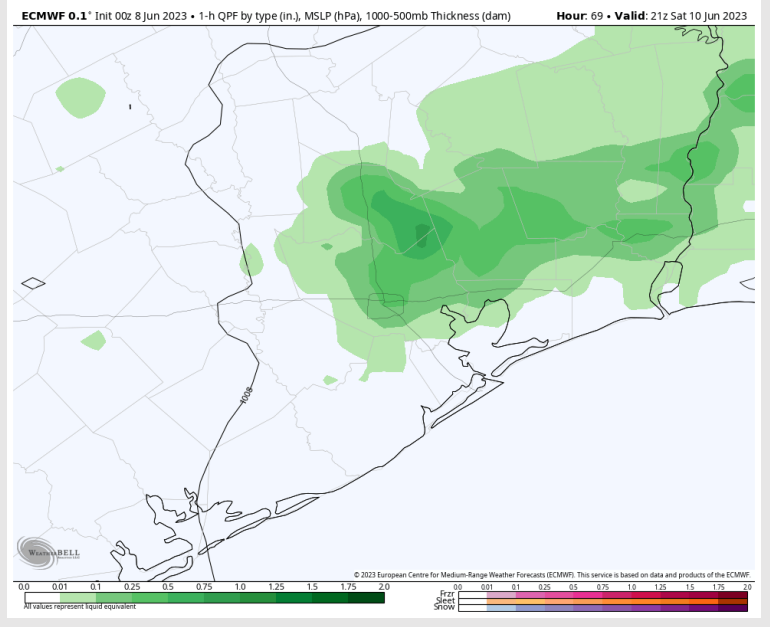 ECMWF 0.1° Init 00z 8 Jun 2023 • 1-h QPF by type (in.), MSLP (hPa), 1000-500mb Thickness (dam) Hour: 69 • Valid: 21z Sat 10 Jun 2023
1008
WEATHERBELL
© 2023 European Centre for Medium-Range Weather Forecasts (ECMWF). This service is based on data and products of the ECMWF.
0.0 0.01 0.1 0.25 0.5 0.75 1.0 1.25 1.5 1.75 2.0
All values represent liquid equivalent
0.0 0.01 0.1 0.25 0.5 0.75 1.0 1.25 1.5 1.75 2.0
Frzr
Sleet
Snow